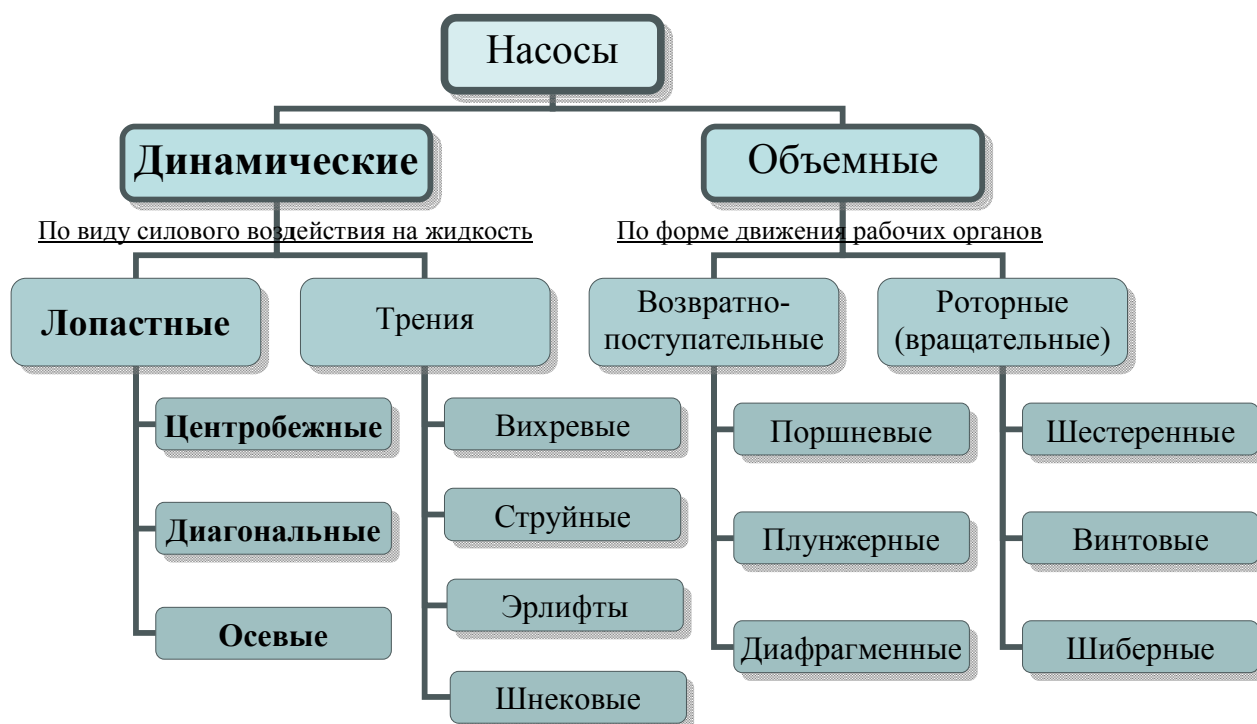 Насосы
Динамические
Объемные
По виду силового воздействия на жидкость
По форме движения рабочих органов
Лопастные
Трения
Возвратно-
поступательные
Роторные
(вращательные)
Центробежные
Вихревые
Поршневые
Шестеренные
Диагональные
Струйные
Плунжерные
Винтовые
Осевые
Эрлифты
Диафрагменные
Шиберные
Шнековые